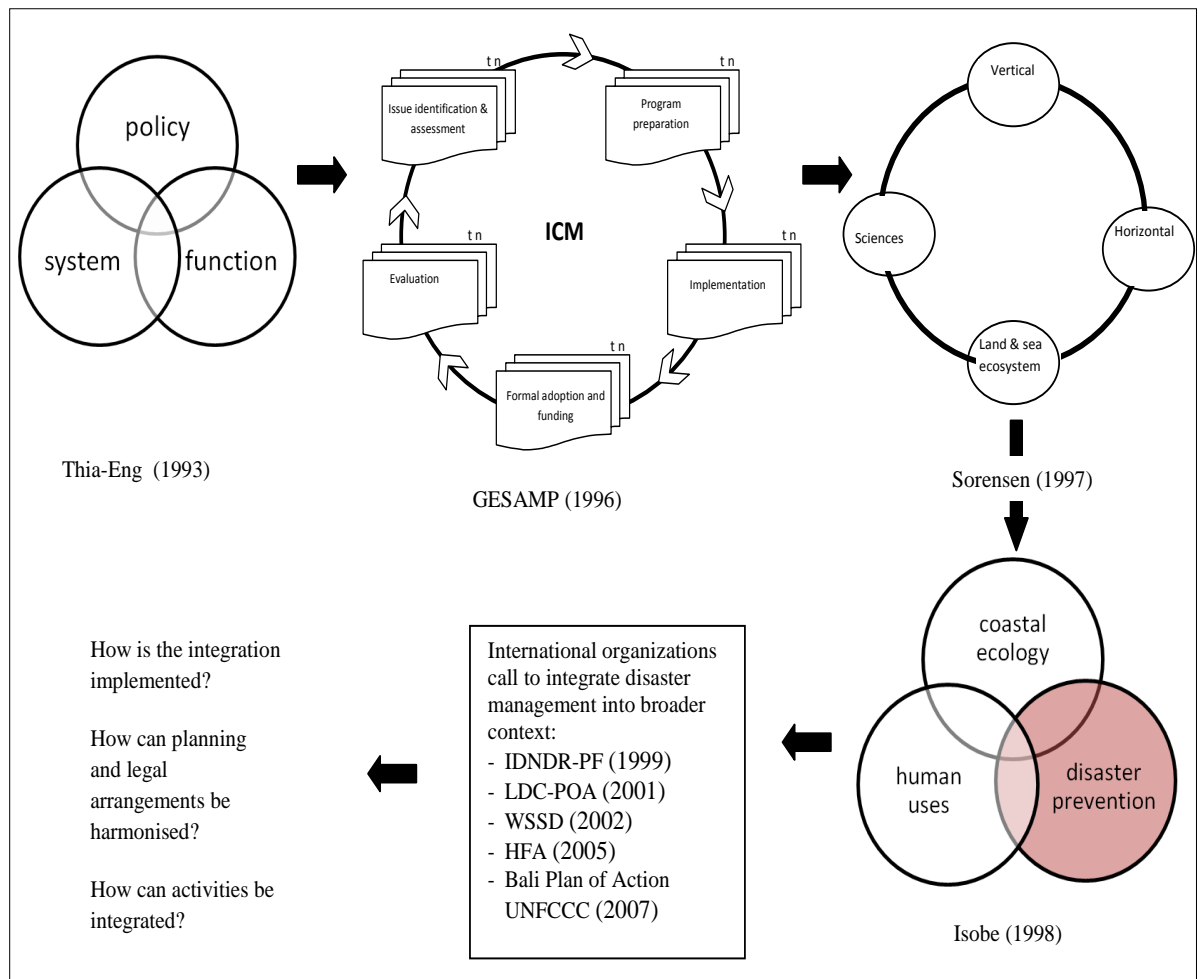 policy
system
function
Thia-Eng (1993)
t n
Issue identification &
assessment
t n
Program
preparation
ICM
t n
Evaluation
t n
Implementation
t n
Formal adoption and
funding
GESAMP (1996)
Vertical
Sciences
Horizontal
Land & sea
ecosystem
Sorensen (1997)
coastal
ecology
human
uses
disaster
prevention
Isobe (1998)
International organizations
call to integrate disaster
management into broader
context:
- IDNDR-PF (1999)
- LDC-POA (2001)
- WSSD (2002)
- HFA (2005)
- Bali Plan of Action
UNFCCC (2007)
How is the integration
implemented?
How can planning
and legal
arrangements be
harmonised?
How can activities be
integrated?